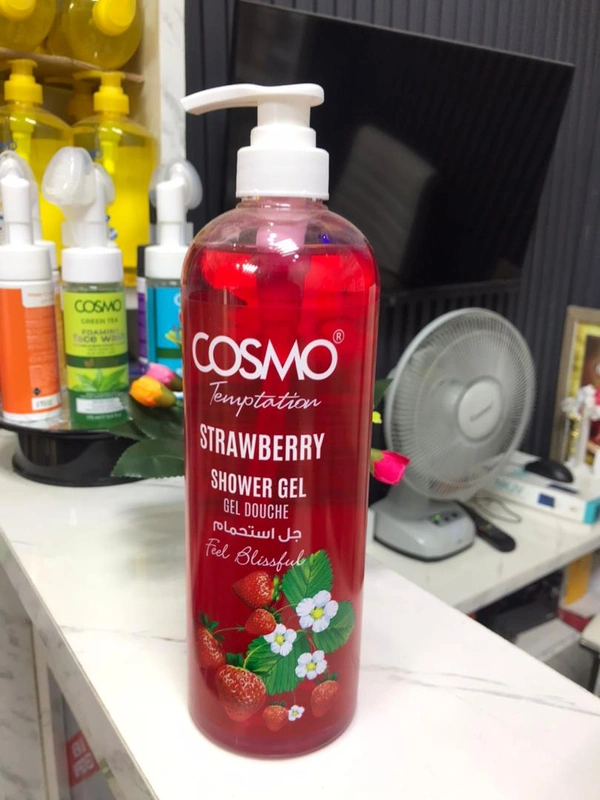 COSMO®
Temptation
STRAWBERRY
SHOWER GEL
GEL DOUCHE
جل استحمام
Feel Blissful
COSMO
GREEN TEA
FOAMING
face wash